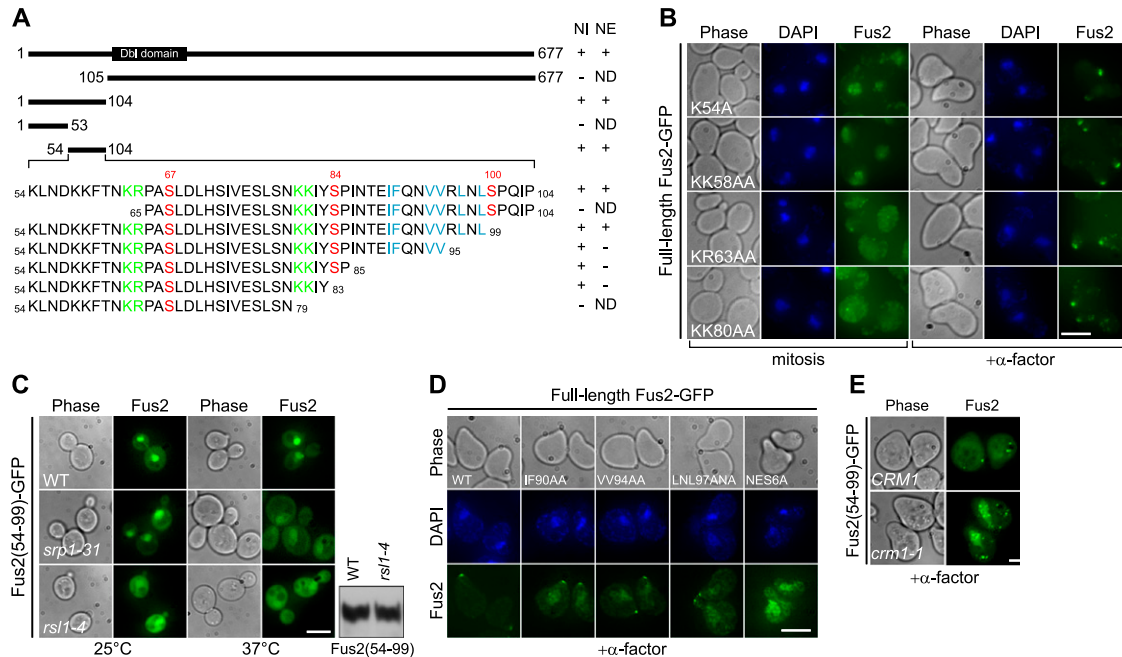 A
NI NE
1 Dbl domain 677 + +
105 677 - ND
1 104 + +
1 53 - ND
54 104 + +
67 84 100
54 KLNDKKFTNKRPASLDLHSIVESLSNKKIYSPINTEIFQNVVRLNLSPQIP 104 + +
65 PASLDLHSIVESLSNKKIYSPINTEIFQNVVRLNLSPQIP 104 - ND
54 KLNDKKFTNKRPASLDLHSIVESLSNKKIYSPINTEIFQNVVRLNL 99 + +
54 KLNDKKFTNKRPASLDLHSIVESLSNKKIYSPINTEIFQNVV 95 + -
54 KLNDKKFTNKRPASLDLHSIVESLSNKKIYSP 85 + -
54 KLNDKKFTNKRPASLDLHSIVESLSNKKIY 83 + -
54 KLNDKKFTNKRPASLDLHSIVESLSN 79 - ND
B
Phase DAPI Fus2 Phase DAPI Fus2
Full-length Fus2-GFP
K54A
KK58AA
KR63AA
KK80AA
mitosis +α-factor
C
Phase Fus2 Phase Fus2
Fus2(54-99)-GFP
WT
srp1-31
rsl1-4
25°C 37°C
WT rsl1-4
Fus2(54-99)
D
Full-length Fus2-GFP
Phase
WT IF90AA VV94AA LNL97ANA NES6A
DAPI
Fus2
+α-factor
E
Phase Fus2
Fus2(54-99)-GFP
CRM1
crm1-1
+α-factor